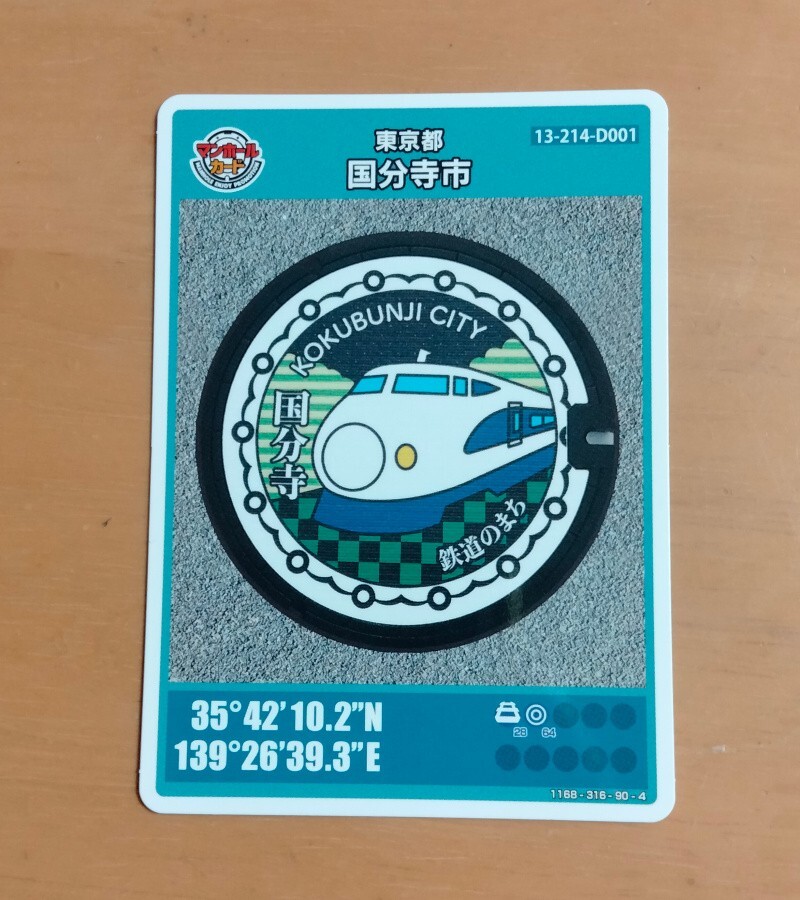 マンホール
カード
東京都
国分寺市
13-214-D001
KOKUBUNJI CITY
国分寺
鉄道のまち
35°42'10.2"N
139°26'39.3"E
28 64
1168-316-90-4